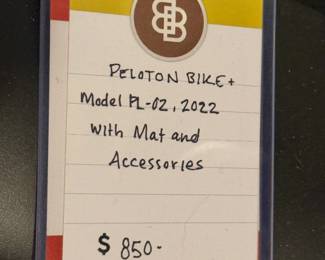 PELOTON BIKE+
Model PL-02, 2022
with Mat and
Accessories
$ 850-